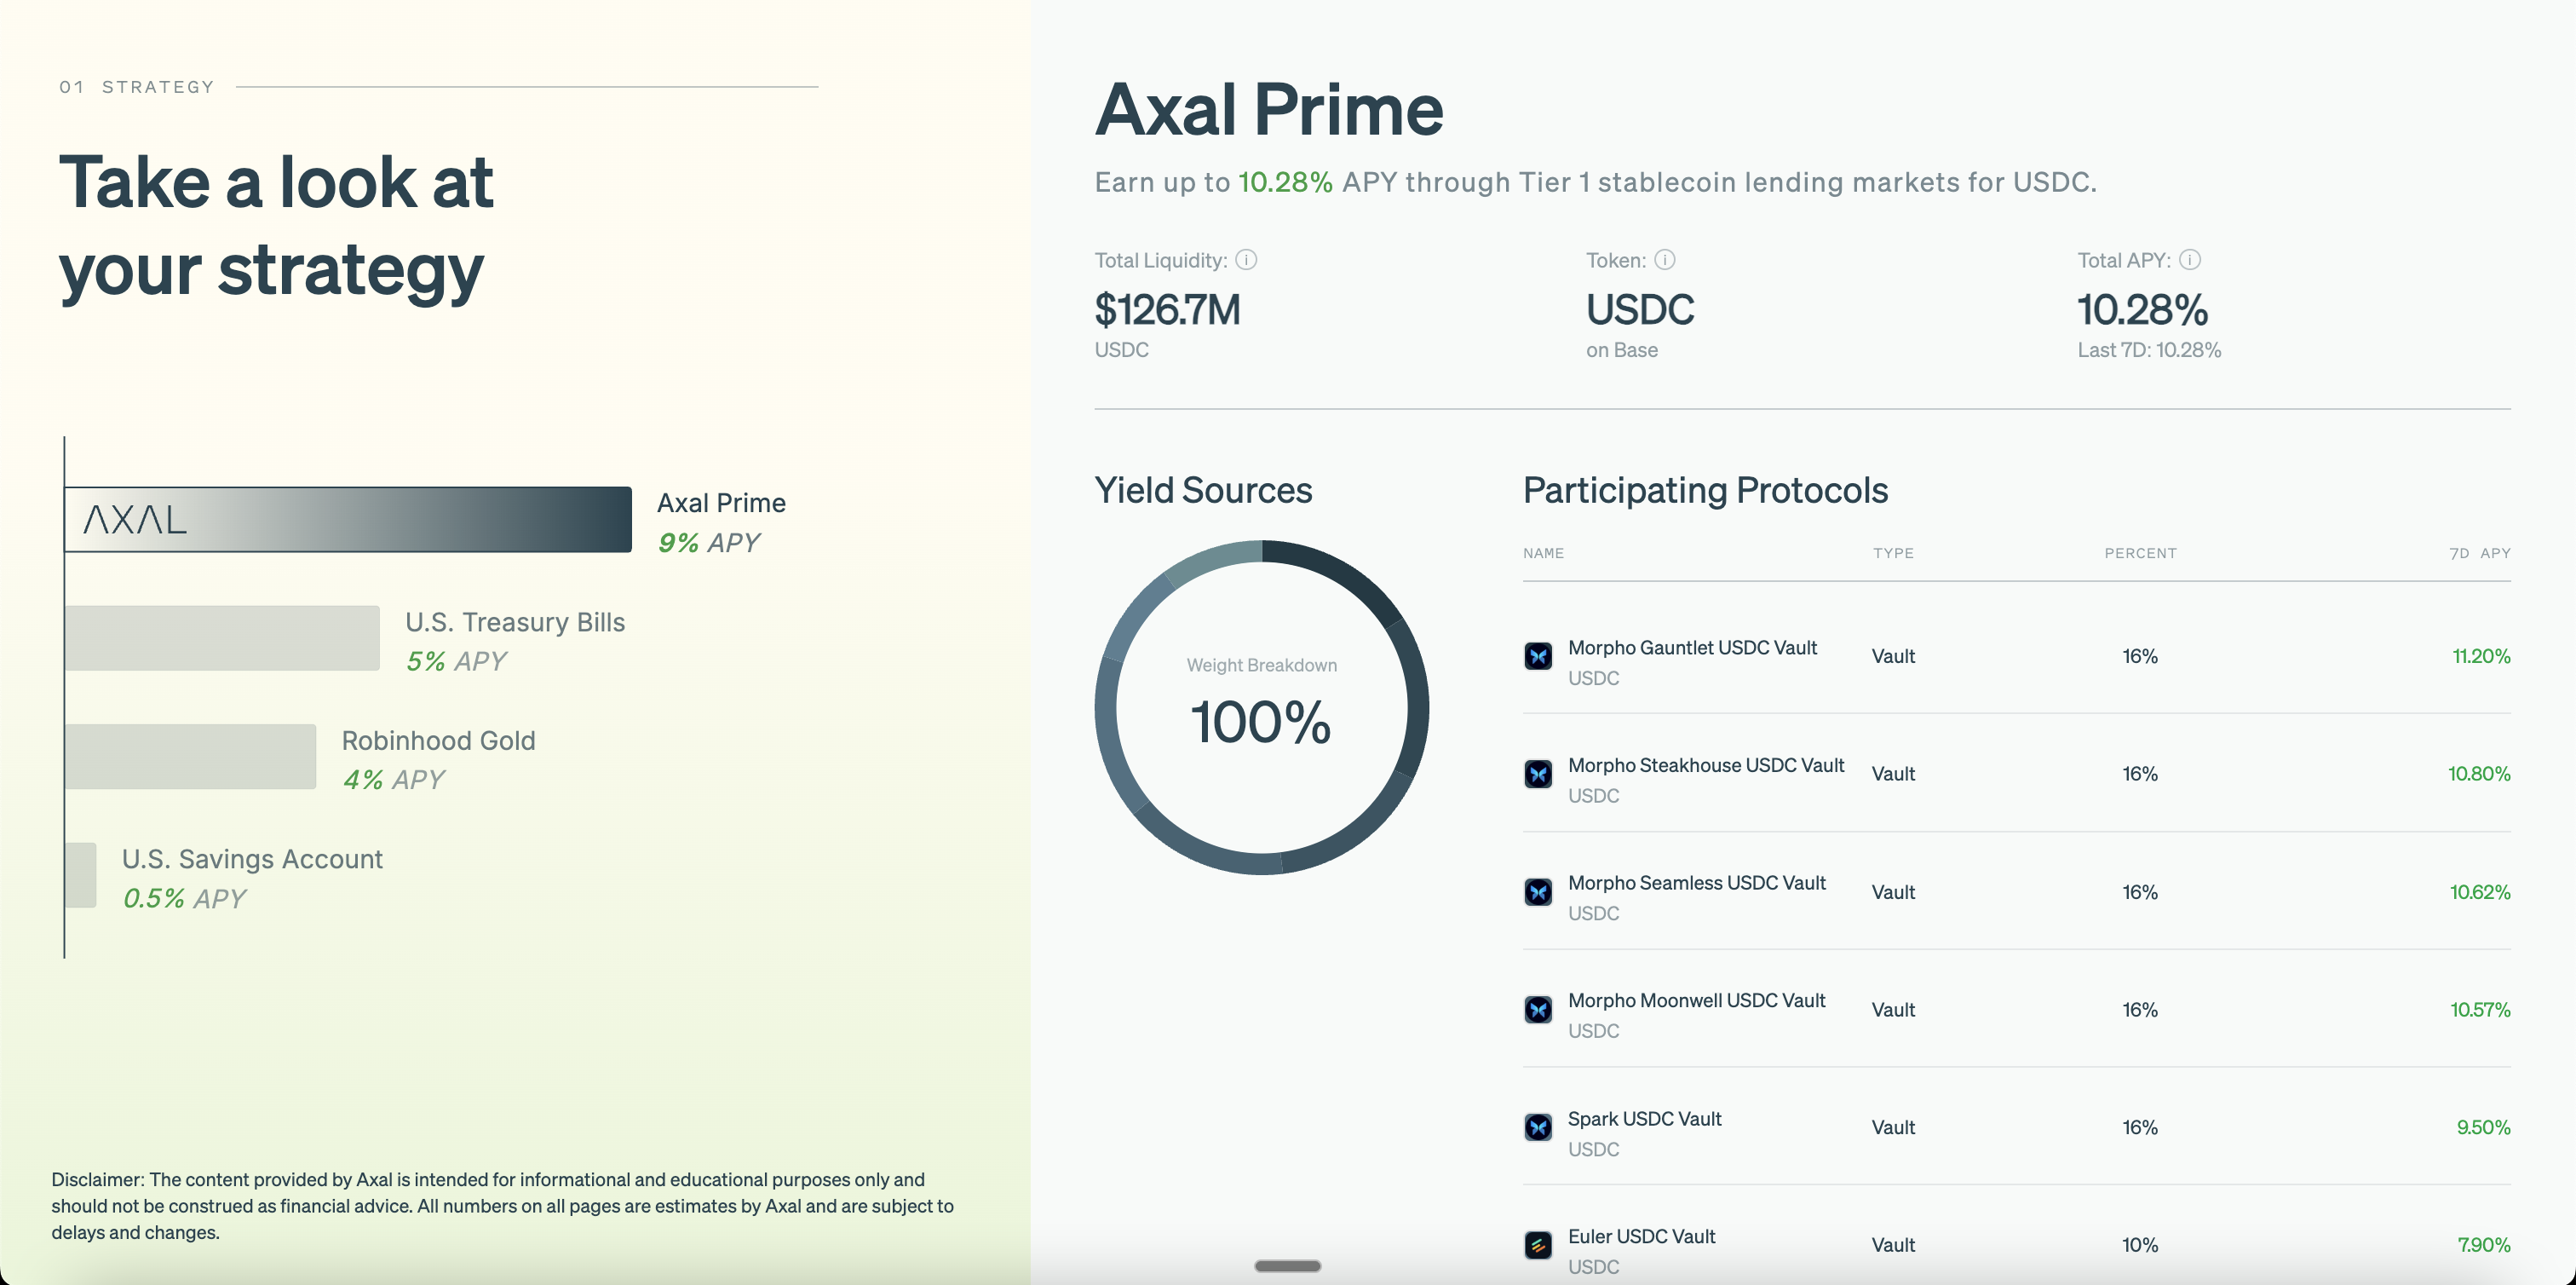 01 STRATEGY
Take a look at
your strategy
AXAL
Axal Prime
9% APY
U.S. Treasury Bills
5% APY
Robinhood Gold
4% APY
U.S. Savings Account
0.5% APY
Disclaimer: The content provided by Axal is intended for informational and educational purposes only and
should not be construed as financial advice. All numbers on all pages are estimates by Axal and are subject to
delays and changes.
Axal Prime
Earn up to 10.28% APY through Tier 1 stablecoin lending markets for USDC.
Total Liquidity:
$126.7M
USDC
Token:
USDC
on Base
Total APY:
10.28%
Last 7D: 10.28%
Yield Sources
Weight Breakdown
100%
Participating Protocols
NAME TYPE PERCENT 7D APY
Morpho Gauntlet USDC Vault
USDC
Vault 16% 11.20%
Morpho Steakhouse USDC Vault
USDC
Vault 16% 10.80%
Morpho Seamless USDC Vault
USDC
Vault 16% 10.62%
Morpho Moonwell USDC Vault
USDC
Vault 16% 10.57%
Spark USDC Vault
USDC
Vault 16% 9.50%
Euler USDC Vault
USDC
Vault 10% 7.90%